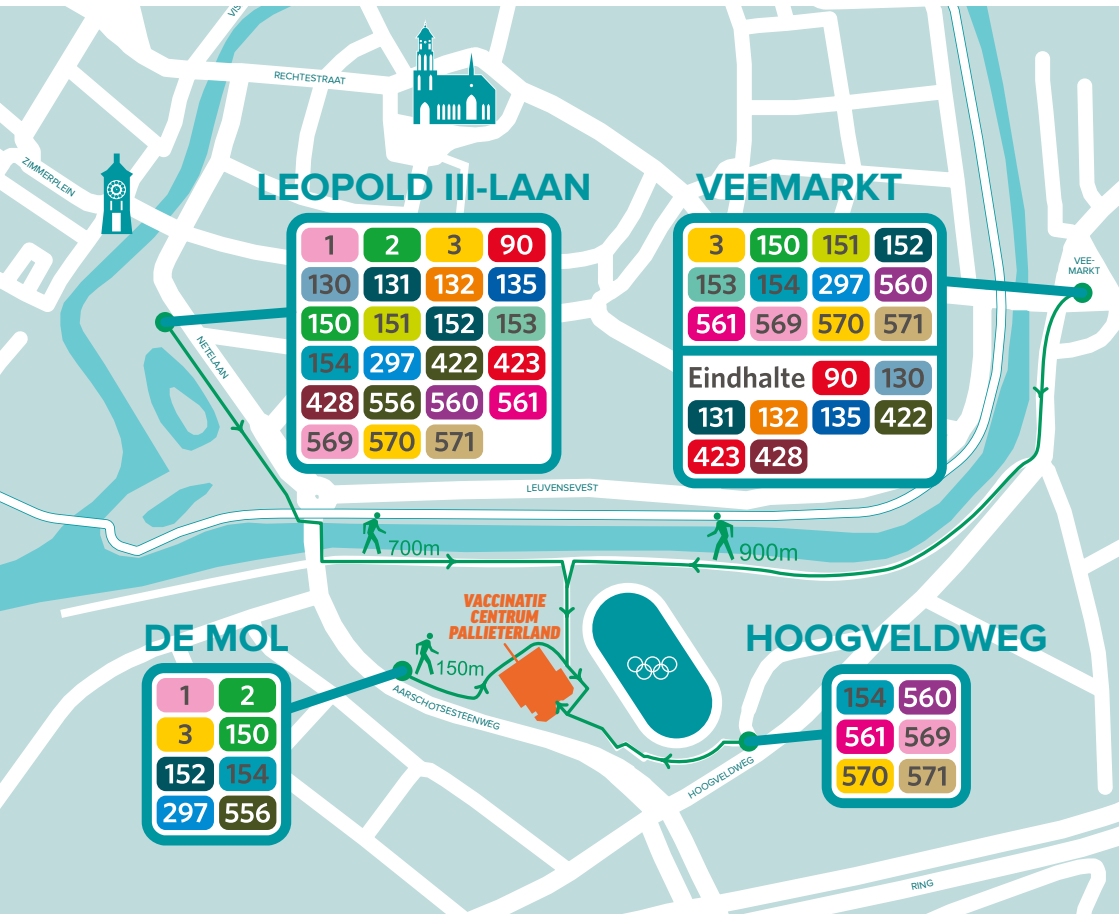 VIS
RECHTESTRAAT
ZIMMERPLEIN
LEOPOLD III-LAAN
1 2 3 90
130 131 132 135
150 151 152 153
154 297 422 423
428 556 560 561
569 570 571
VEEMARKT
3 150 151 152
153 154 297 560
561 569 570 571
Eindhalte 90 130
131 132 135 422
423 428
VEE-
MARKT
NETELAAN
LEUVENSEVEST
700m
900m
VACCINATIE
CENTRUM
PALLIETERLAND
150m
AARSCHOTSESTEENWEG
DE MOL
1 2
3 150
152 154
297 556
HOOGVELDWEG
154 560
561 569
570 571
HOOGVELDWEG
RING